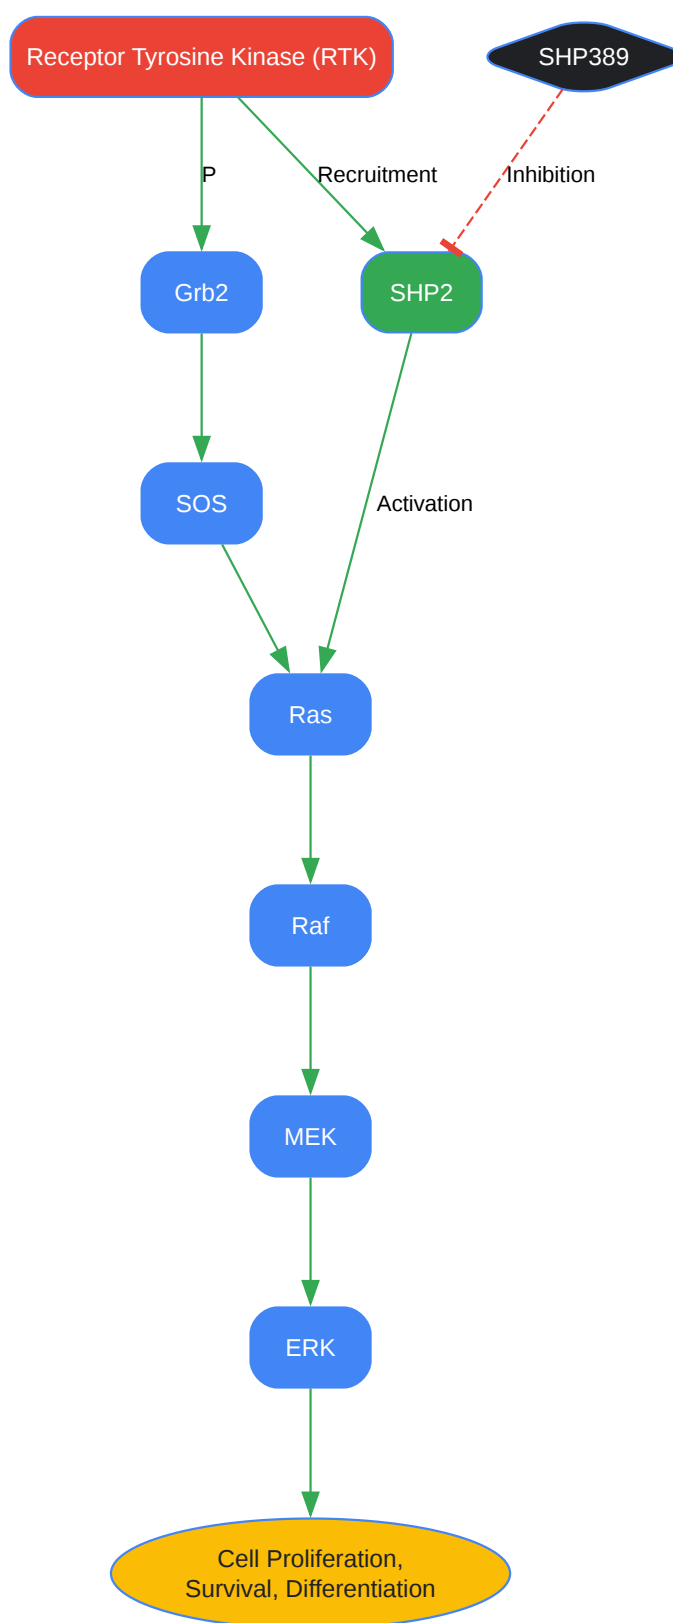 Receptor Tyrosine Kinase (RTK)
SHP389
P
Recruitment
Inhibition
Grb2
SHP2
SOS
Activation
Ras
Raf
MEK
ERK
Cell Proliferation,
Survival, Differentiation